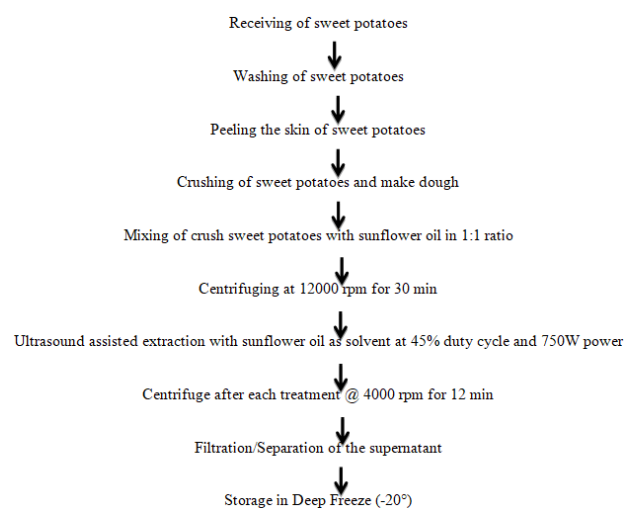 Receiving of sweet potatoes
Washing of sweet potatoes
Peeling the skin of sweet potatoes
Crushing of sweet potatoes and make dough
Mixing of crush sweet potatoes with sunflower oil in 1:1 ratio
Centrifuging at 12000 rpm for 30 min
Ultrasound assisted extraction with sunflower oil as solvent at 45% duty cycle and 750W power
Centrifuge after each treatment @ 4000 rpm for 12 min
Filtration/Separation of the supernatant
Storage in Deep Freeze (-20°)